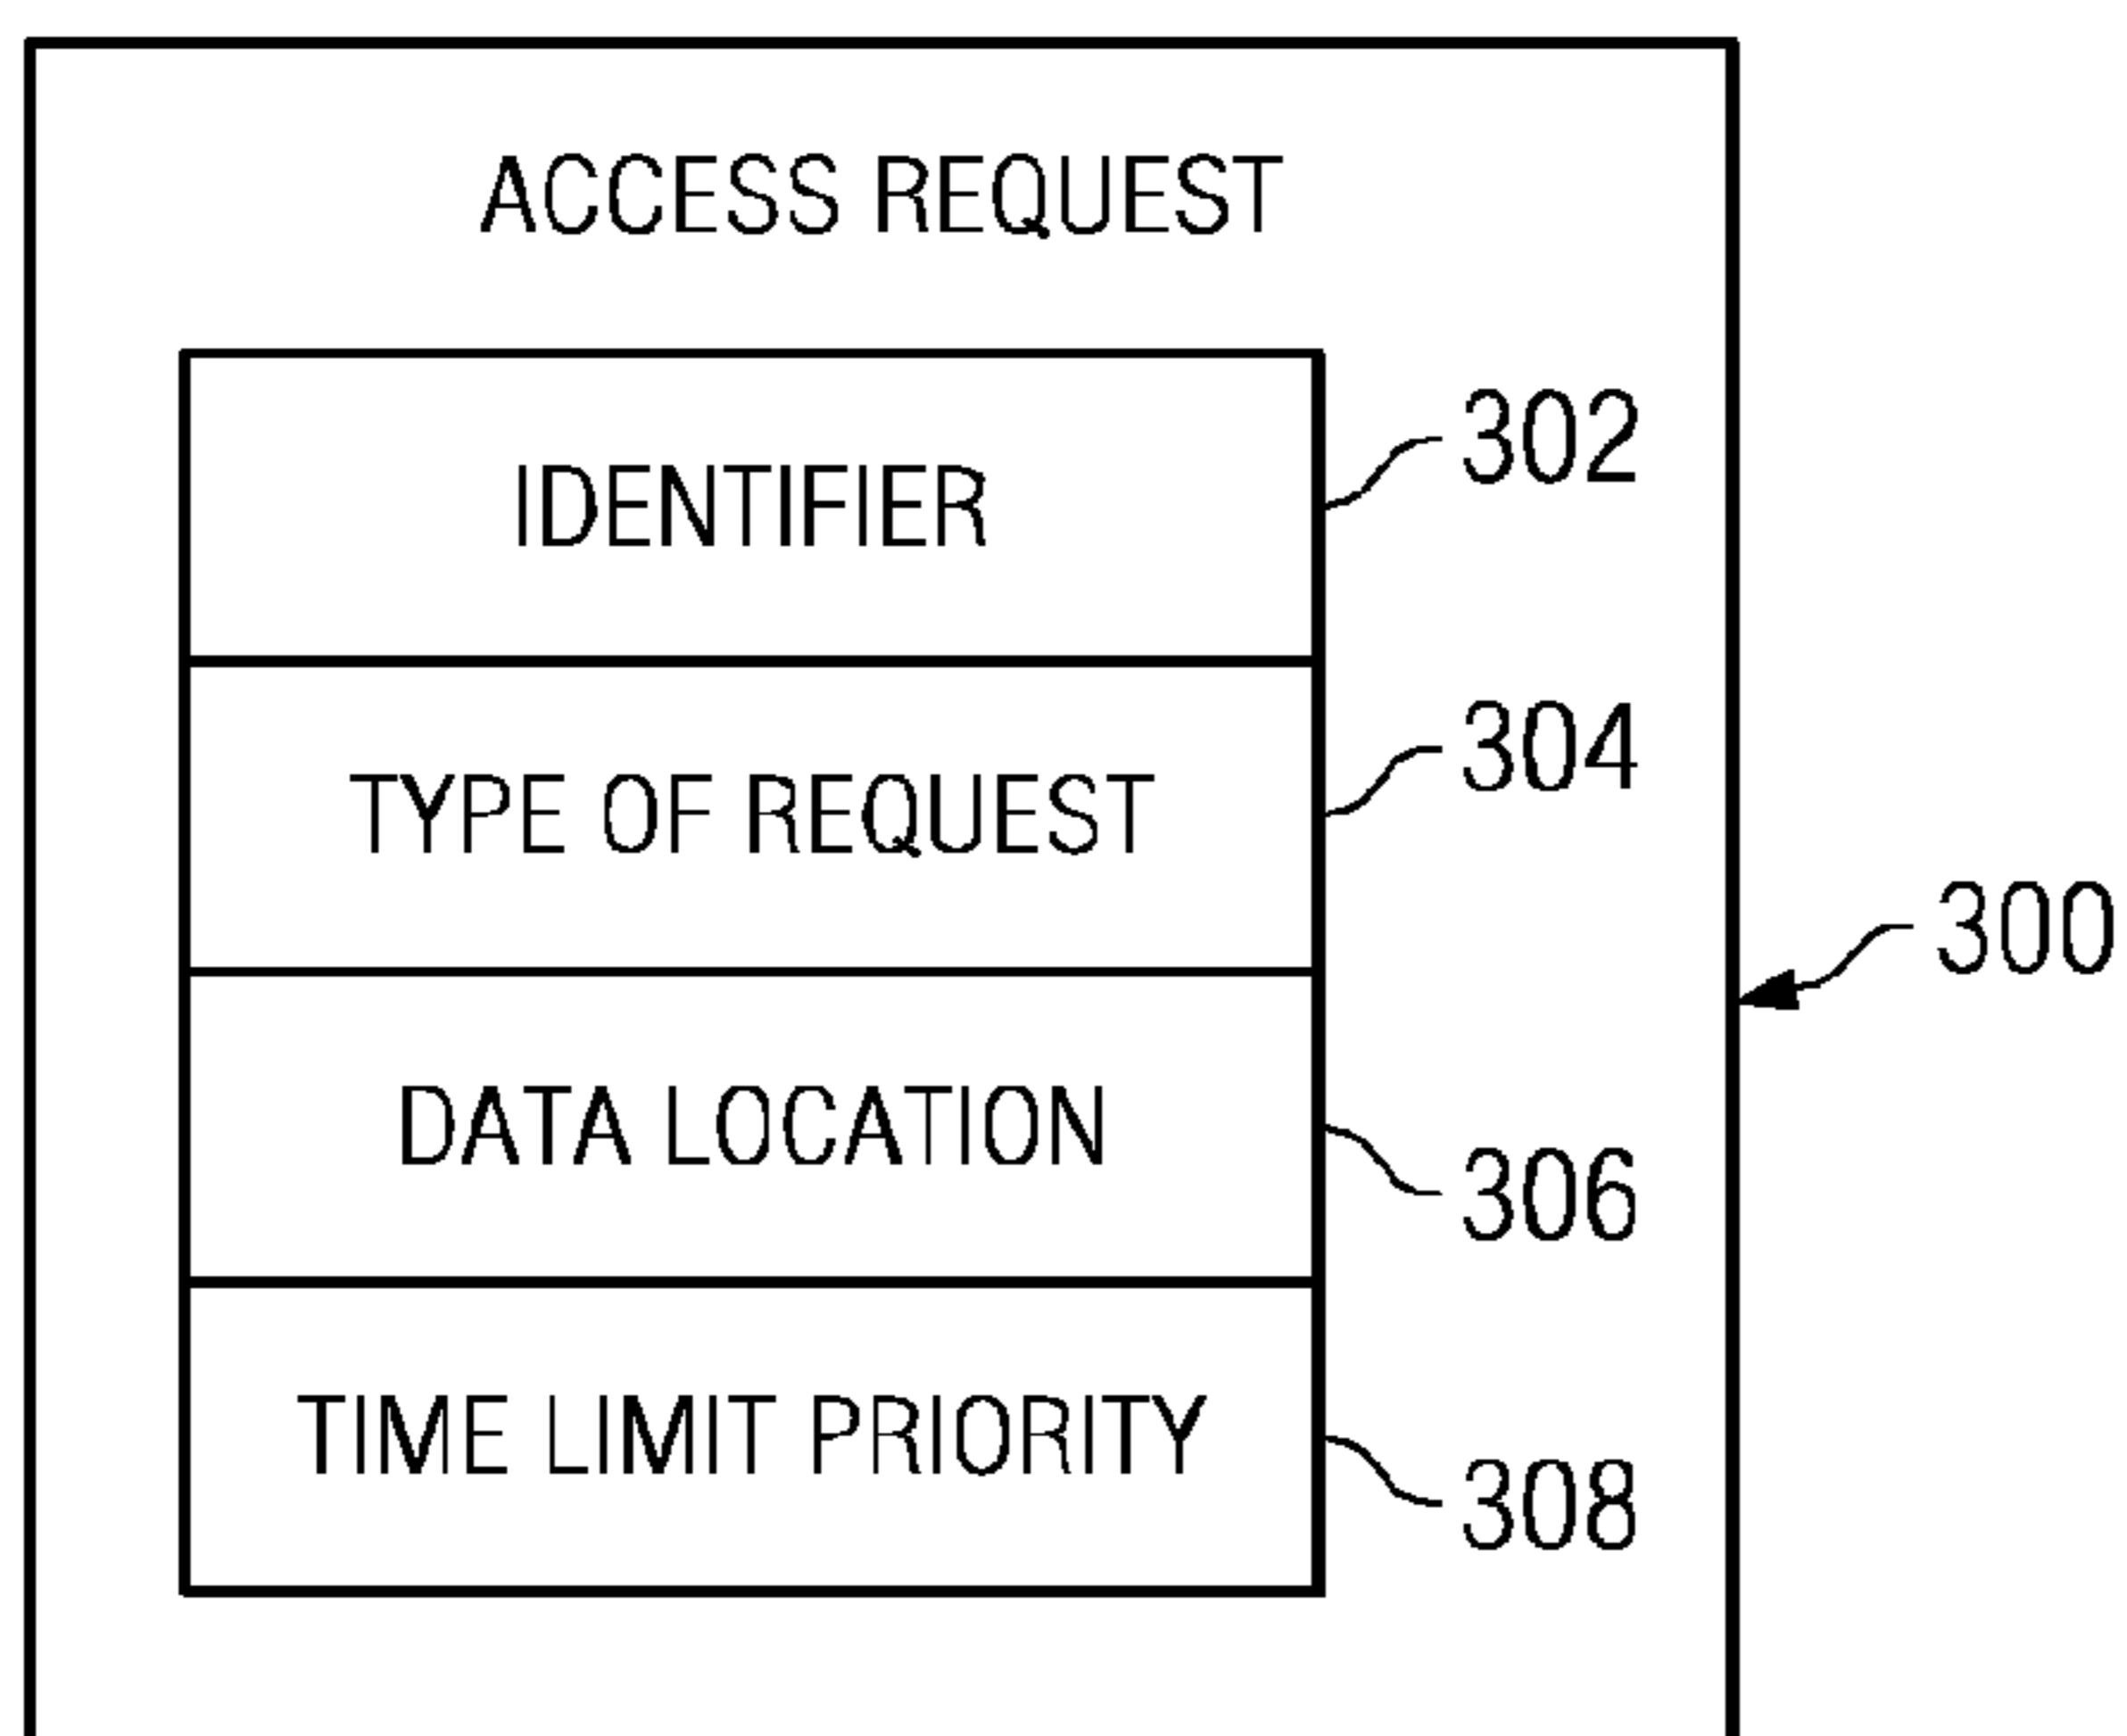 ACCESS REQUEST
IDENTIFIER
302
TYPE OF REQUEST
304
300
DATA LOCATION
306
TIME LIMIT PRIORITY
308